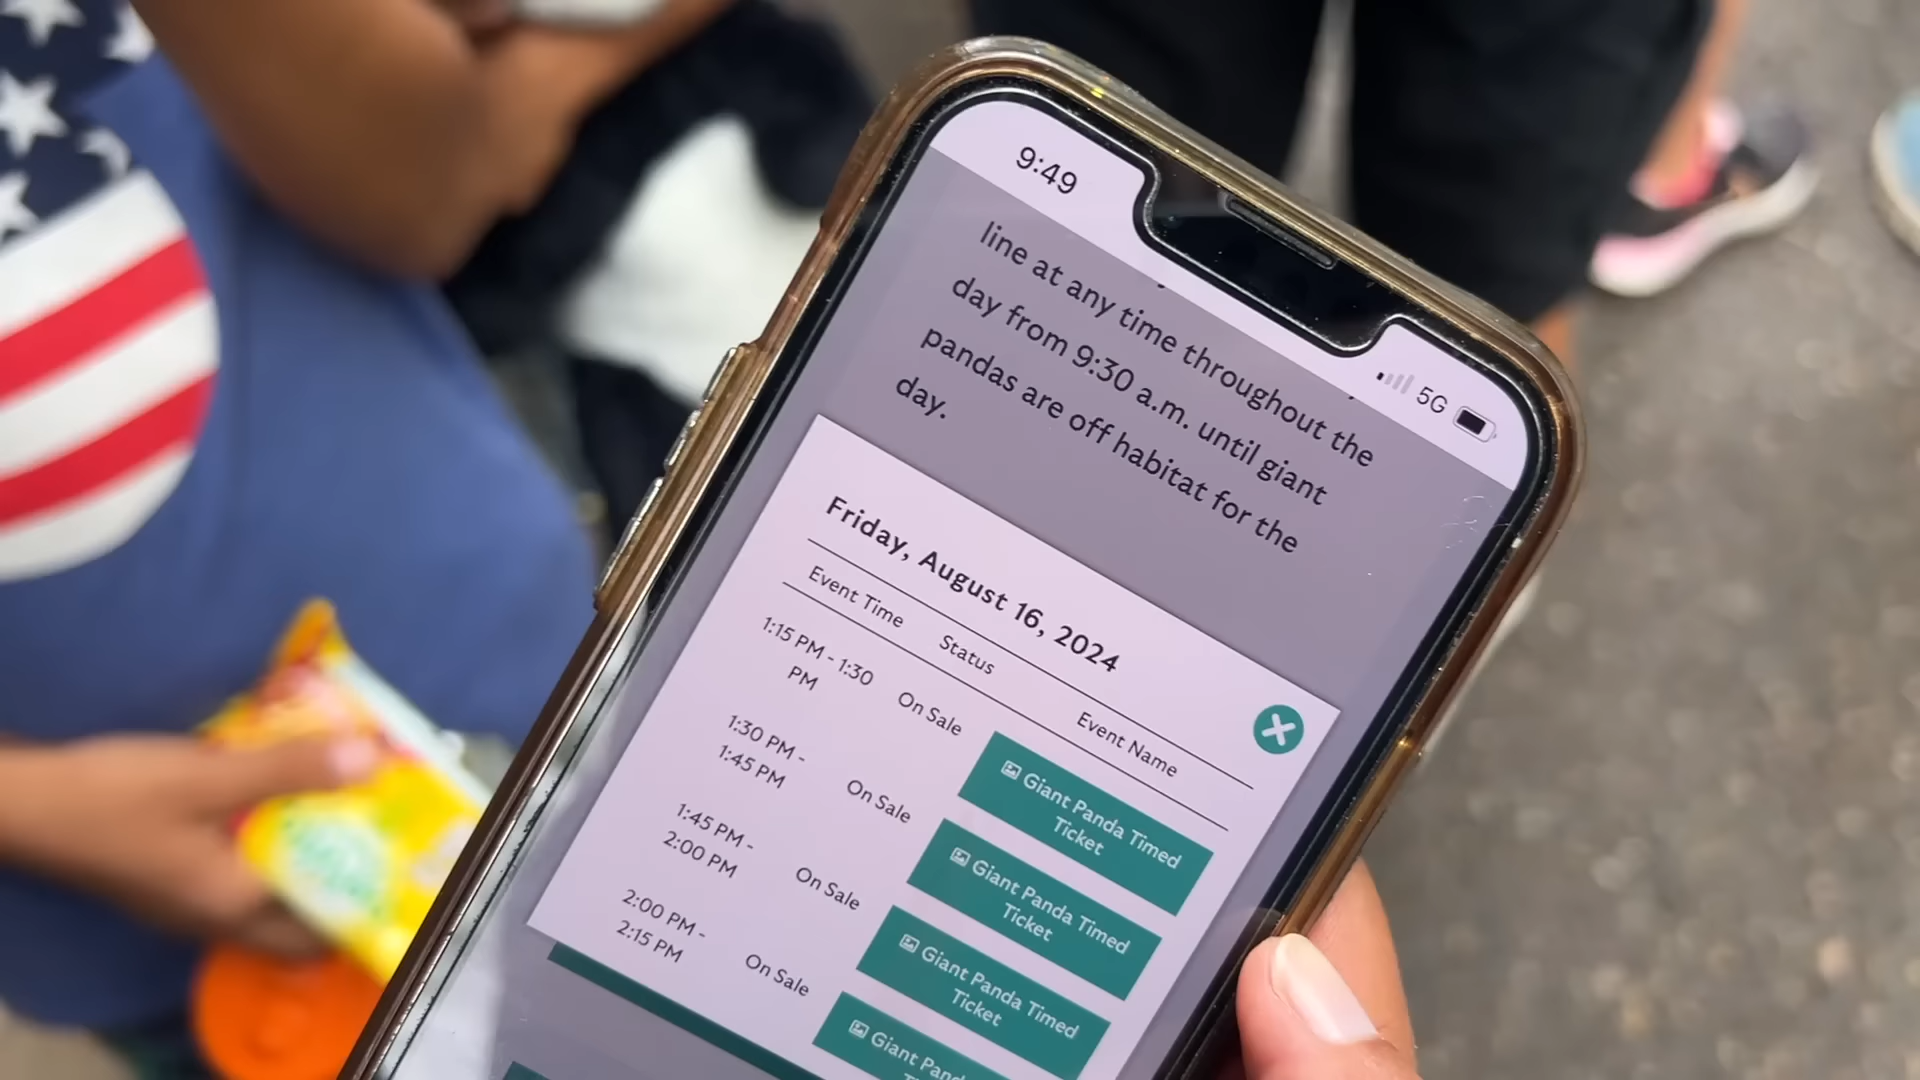 9:49
5G
line at any time throughout the
day from 9:30 a.m. until giant
pandas are off habitat for the
day.
Friday, August 16, 2024
Event Time Status Event Name
1:15 PM - 1:30
PM
On Sale
Giant Panda Timed
Ticket
1:30 PM -
1:45 PM
On Sale
Giant Panda Timed
Ticket
1:45 PM -
2:00 PM
On Sale
Giant Panda Timed
Ticket
2:00 PM -
2:15 PM
On Sale
Giant